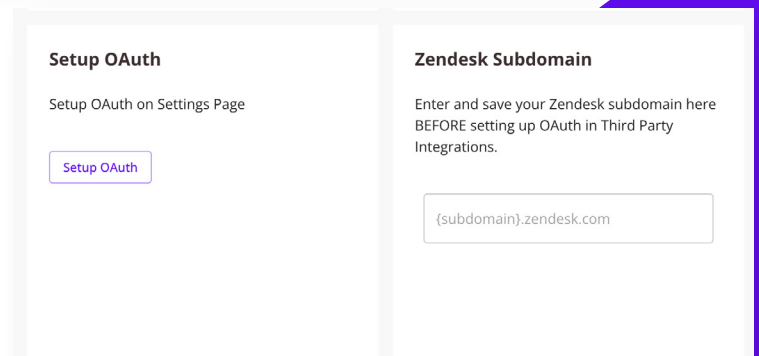 Setup OAuth
Setup OAuth on Settings Page
Setup OAuth
Zendesk Subdomain
Enter and save your Zendesk subdomain here
BEFORE setting up OAuth in Third Party
Integrations.
{subdomain}.zendesk.com